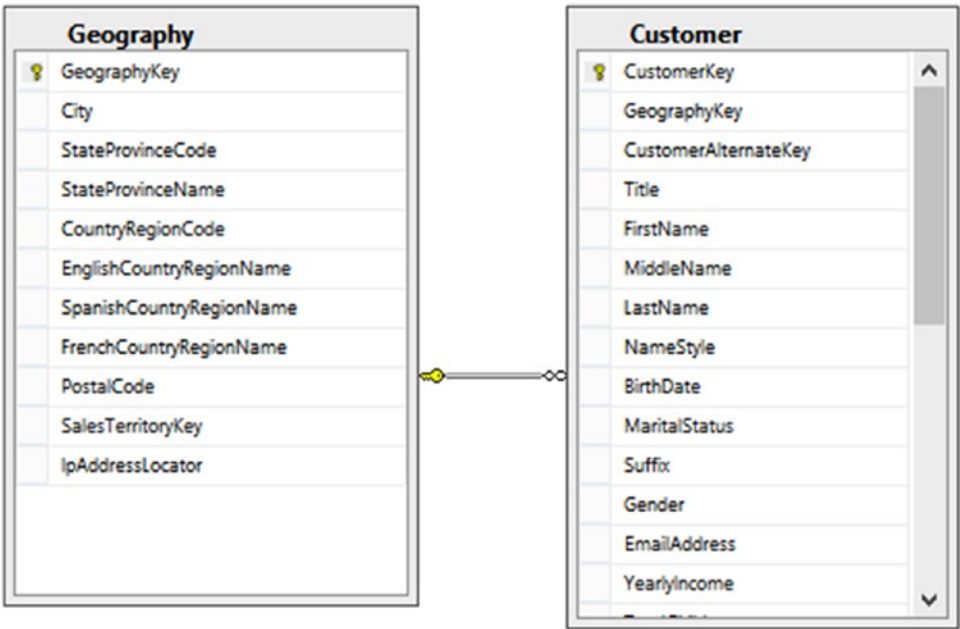 Geography
GeographyKey
City
StateProvinceCode
StateProvinceName
CountryRegionCode
EnglishCountryRegionName
SpanishCountryRegionName
FrenchCountryRegionName
PostalCode
SalesTerritoryKey
IpAddressLocator
Customer
CustomerKey
GeographyKey
CustomerAlternateKey
Title
FirstName
MiddleName
LastName
NameStyle
BirthDate
MaritalStatus
Suffix
Gender
EmailAddress
YearlyIncome